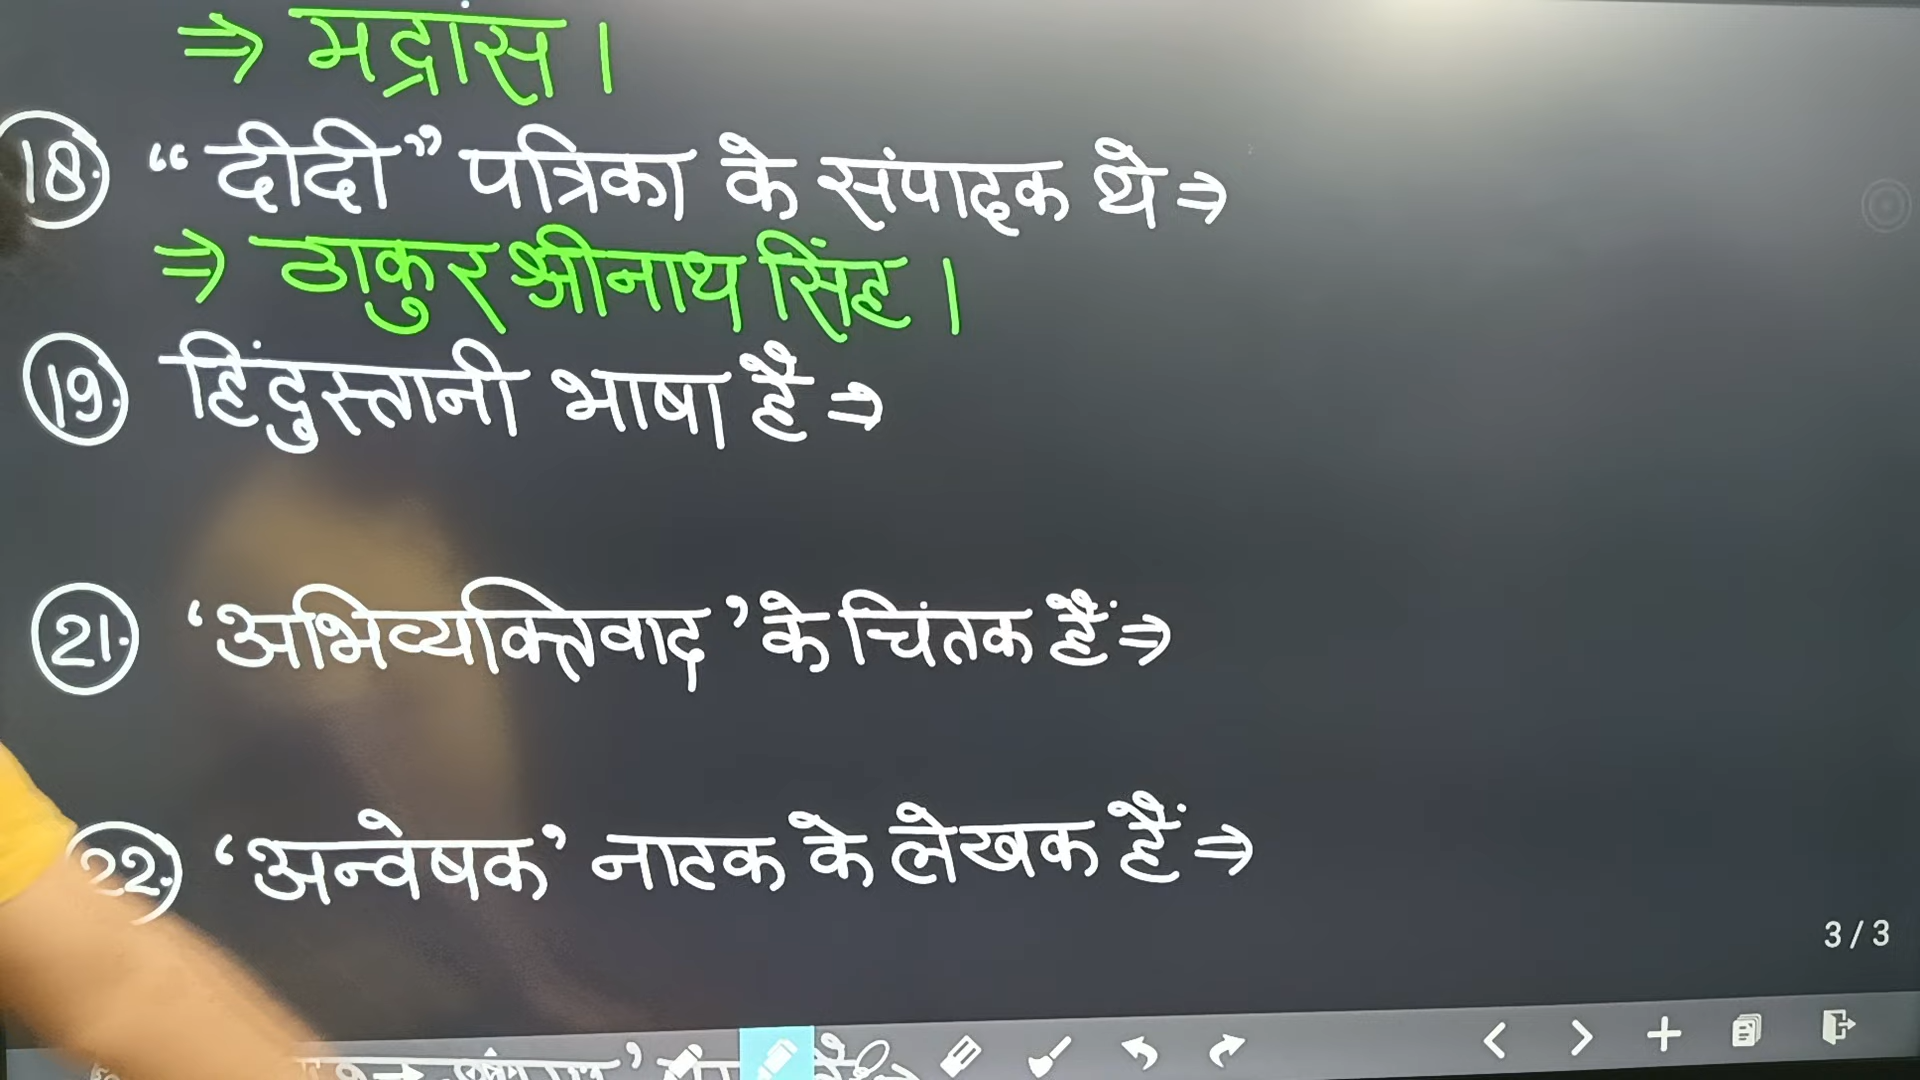 ⇒ मद्रास।
18. “दीदी” पत्रिका के संपादक थे⇒
⇒ ठाकुर श्रीनाथ सिंह।
19. हिंदुस्तानी भाषा है⇒
21. ‘अभिव्यक्तिवाद’ के चिंतक हैं⇒
22. ‘अन्वेषक’ नाटक के लेखक हैं⇒
3/3